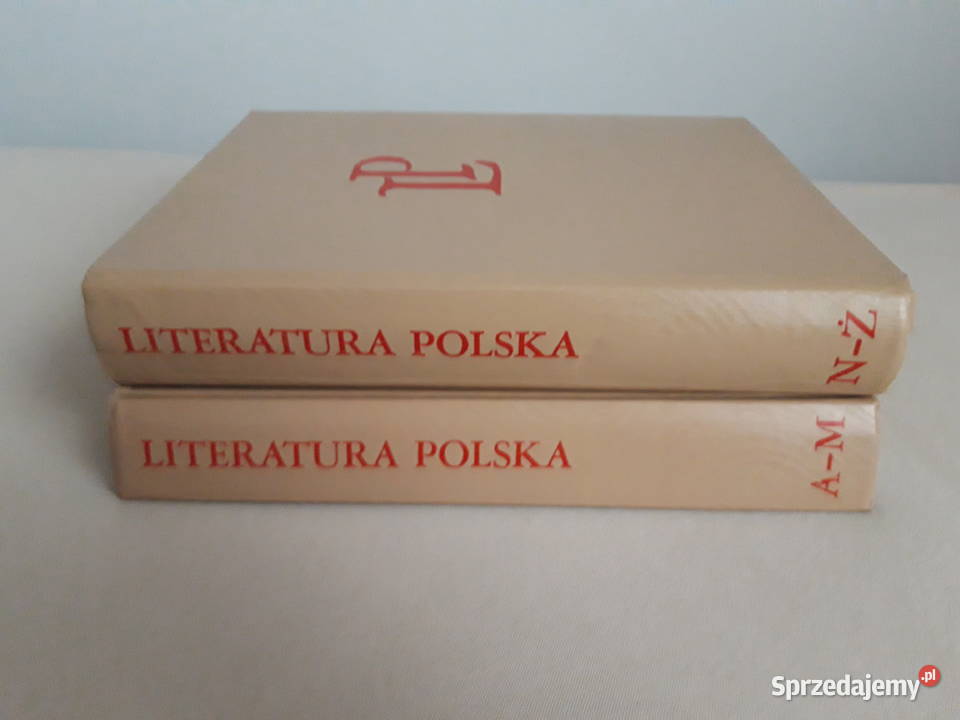 LP
LITERATURA POLSKA
N-Ż
LITERATURA POLSKA
A-M
Sprzedajemy.pl